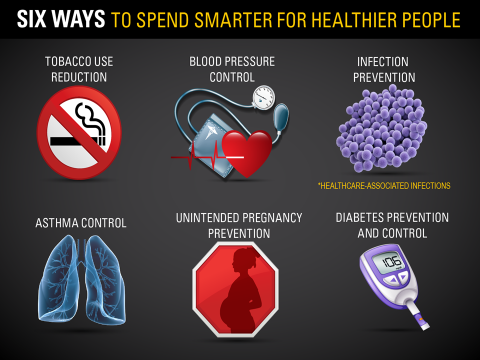 SIX WAYS TO SPEND SMARTER FOR HEALTHIER PEOPLE
TOBACCO USE
REDUCTION
BLOOD PRESSURE
CONTROL
INFECTION
PREVENTION
*HEALTHCARE-ASSOCIATED INFECTIONS
ASTHMA CONTROL
UNINTENDED PREGNANCY
PREVENTION
DIABETES PREVENTION
AND CONTROL
106